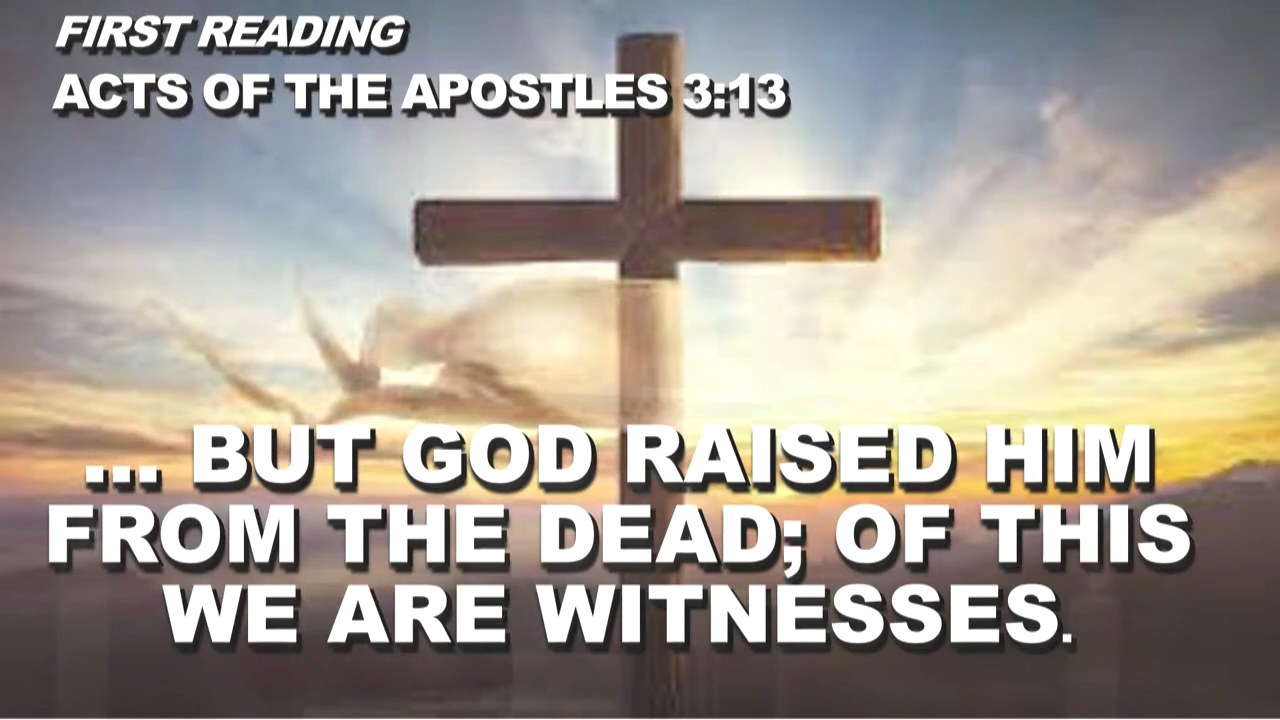 FIRST READING
ACTS OF THE APOSTLES 3:13
... BUT GOD RAISED HIM
FROM THE DEAD; OF THIS
WE ARE WITNESSES.